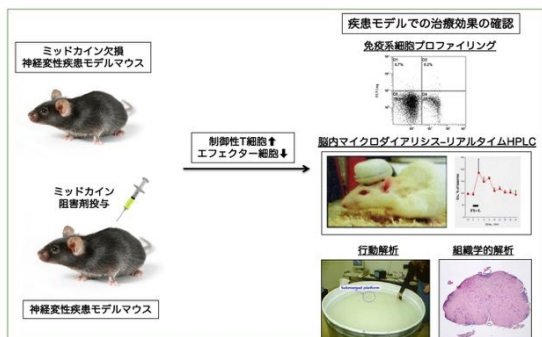 ミッドカイン欠損
神経変性疾患モデルマウス
ミッドカイン
阻害剤投与
神経変性疾患モデルマウス
制御性T細胞⬆
エフェクター細胞⬇
疾患モデルでの治療効果の確認
免疫系細胞プロファイリング
脳内マイクロダイアリシス–リアルタイムHPLC
行動解析
組織学的解析
Submerged platform